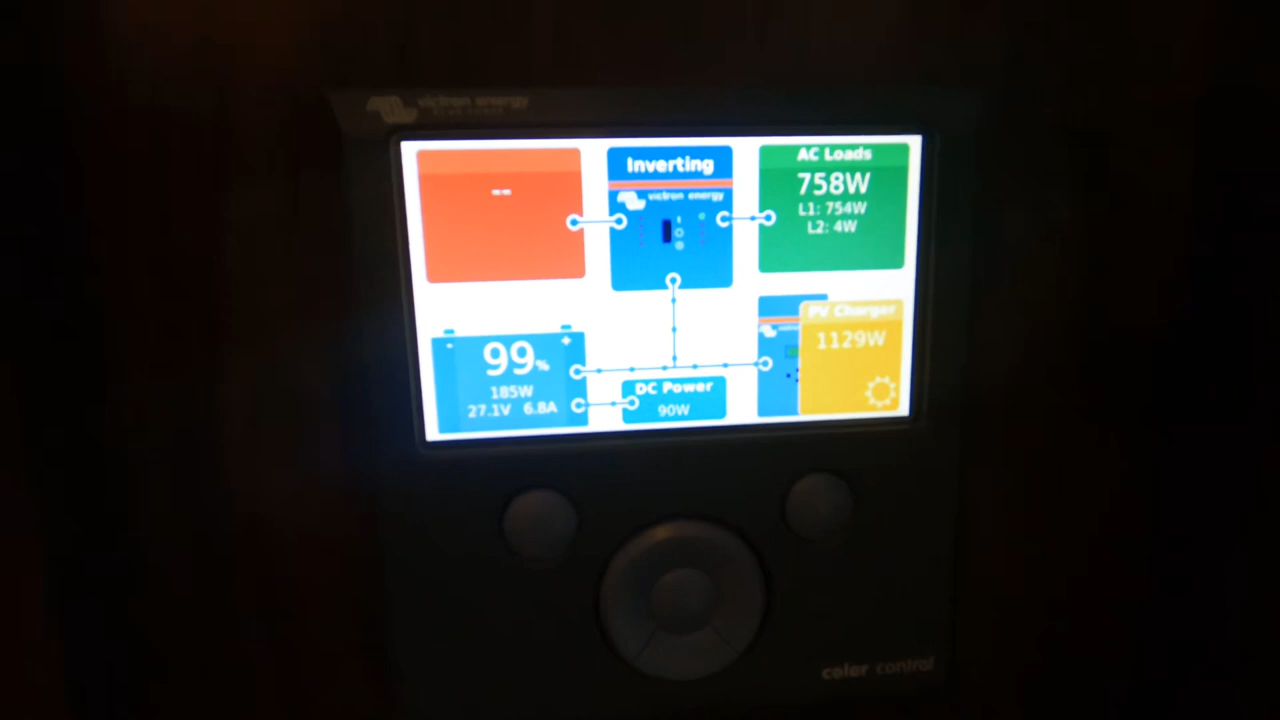 victron energy
--
Inverting
victron energy
AC Loads
758W
L1: 754W
L2: 4W
99%
185W
27.1V 6.8A
DC Power
90W
PV Charger
1129W
color control